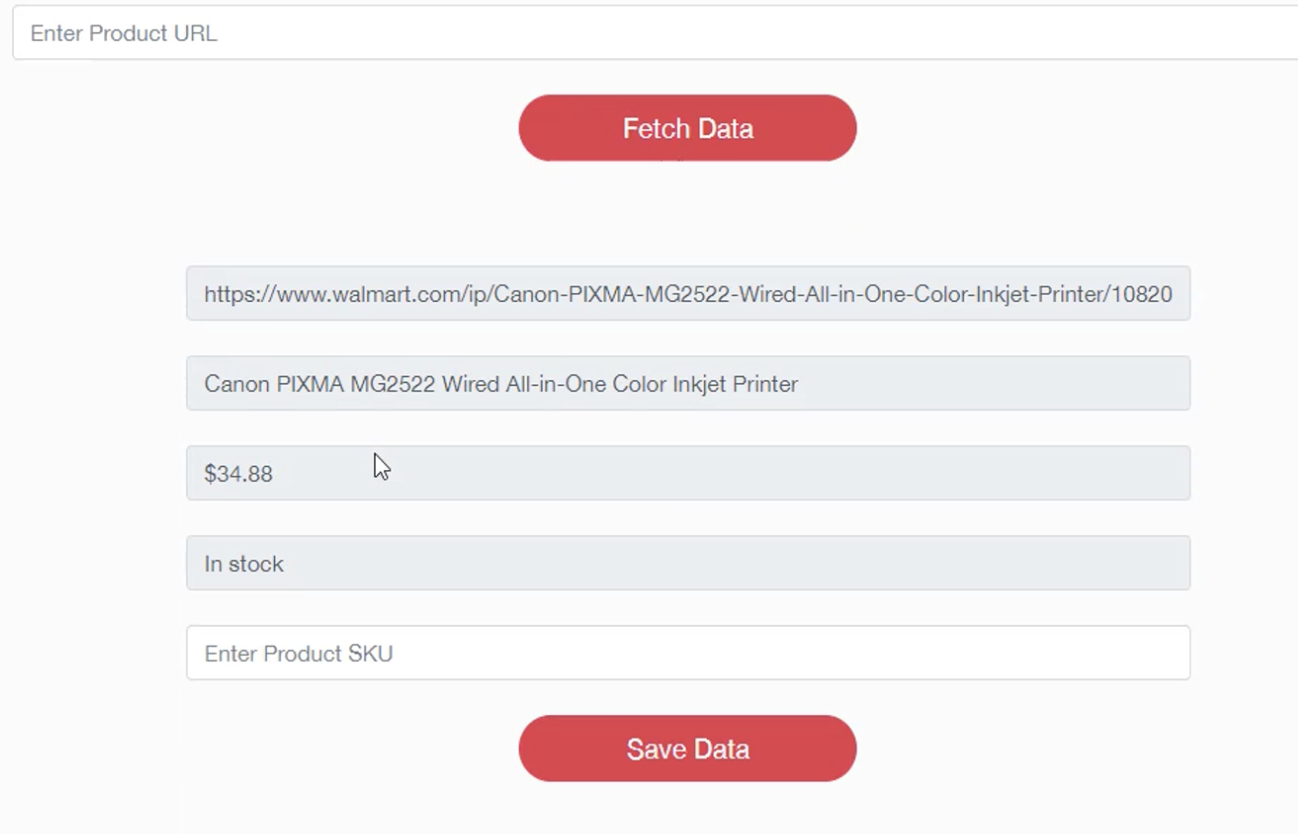 Enter Product URL
Fetch Data
https://www.walmart.com/ip/Canon-PIXMA-MG2522-Wired-All-in-One-Color-Inkjet-Printer/10820
Canon PIXMA MG2522 Wired All-in-One Color Inkjet Printer
$34.88
In stock
Enter Product SKU
Save Data